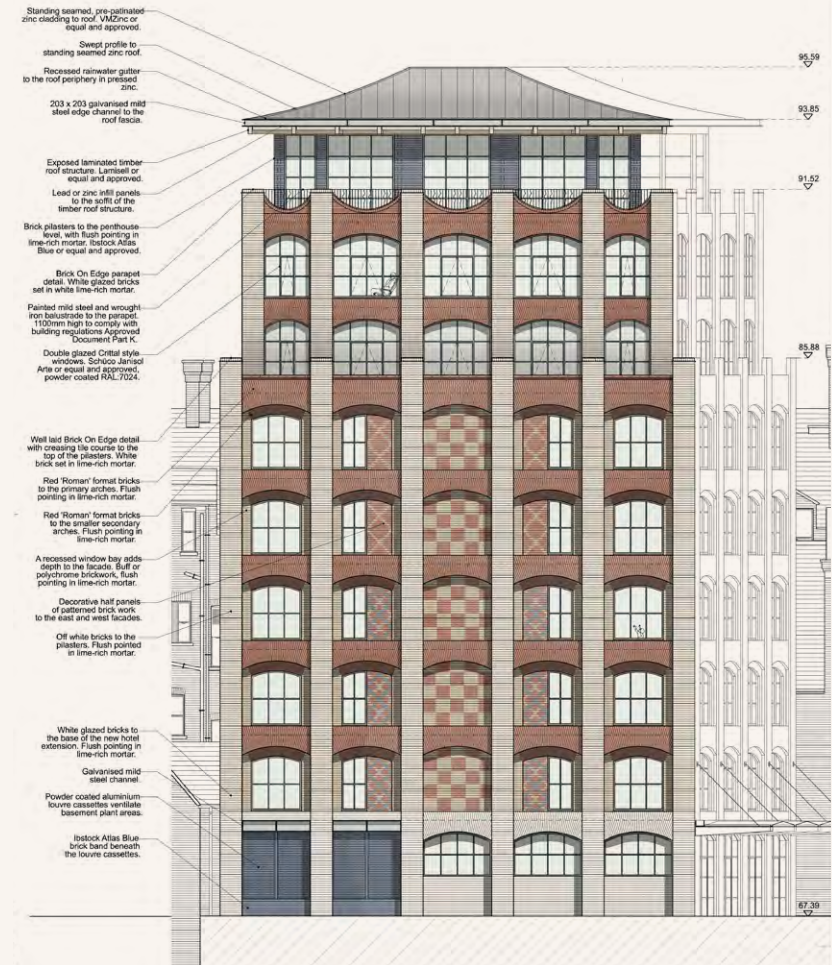 Standing seamed, pre-patinated
zinc cladding to roof. VMZinc or
equal and approved.
Swept profile to
standing seamed zinc roof.
Recessed rainwater gutter
to the roof periphery in pressed
zinc.
203 x 203 galvanised mild
steel edge channel to the
roof fascia.
Exposed laminated timber
roof structure. Lamisell or
equal and approved.
Lead or zinc infill panels
to the soffit of the
timber roof structure.
Brick pilasters to the penthouse
level, with flush pointing in
lime-rich mortar. Ibstock Atlas
Blue or equal and approved.
Brick On Edge parapet
detail. White glazed bricks
set in white lime-rich mortar.
Painted mild steel and wrought
iron balustrade to the parapet.
1100mm high to comply with
building regulations Approved
Document Part K.
Double glazed Crittal style
windows. Schüco Janisol
Arte or equal and approved,
powder coated RAL:7024.
Well laid Brick On Edge detail
with creasing tile course to the
top of the pilasters. White
brick set in lime-rich mortar.
Red 'Roman' format bricks
to the primary arches. Flush
pointing in lime-rich mortar.
Red 'Roman' format bricks
to the smaller secondary
arches. Flush pointing in
lime-rich mortar.
A recessed window bay adds
depth to the facade. Buff or
polychrome brickwork, flush
pointing in lime-rich mortar.
Decorative half panels
of patterned brick work
to the east and west facades.
Off white bricks to the
pilasters. Flush pointed
in lime-rich mortar.
White glazed bricks to
the base of the new hotel
extension. Flush pointing in
lime-rich mortar.
Galvanised mild
steel channel.
Powder coated aluminium
louvre cassettes ventilate
basement plant areas.
Ibstock Atlas Blue
brick band beneath
the louvre cassettes.
95.59
93.85
91.52
85.88
67.39